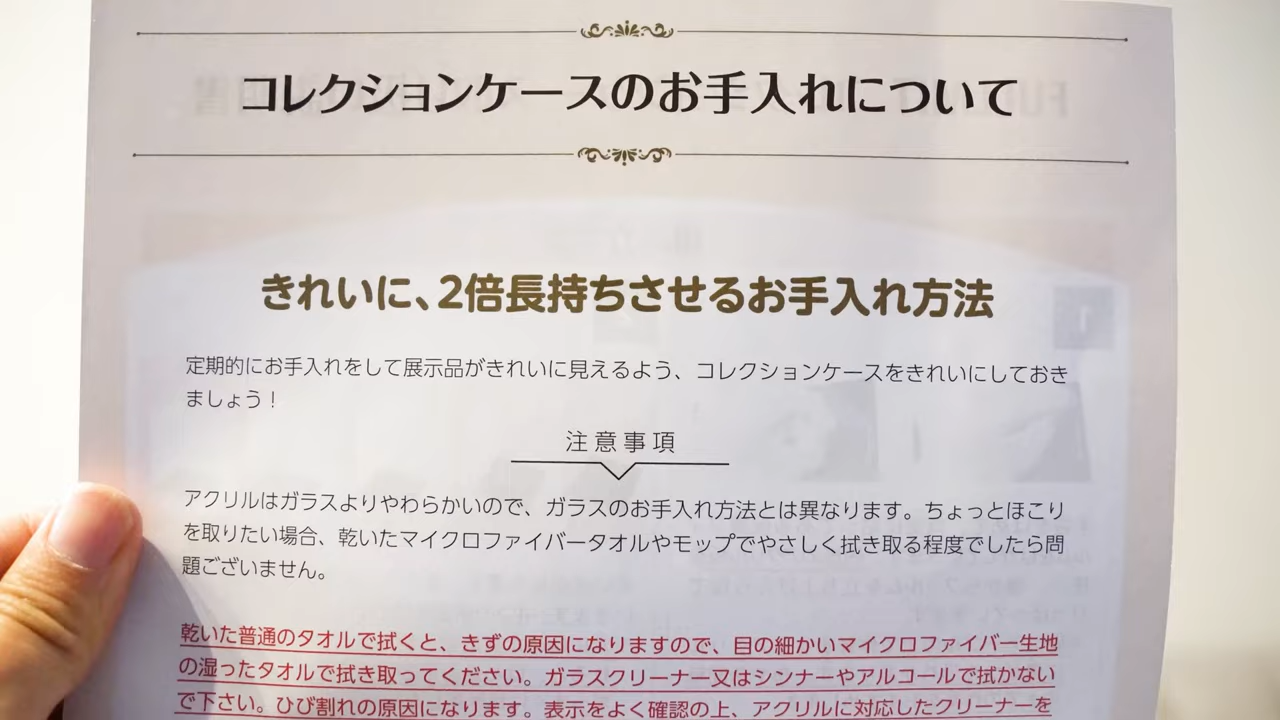 コレクションケースのお手入れについて
きれいに、2倍長持ちさせるお手入れ方法
定期的にお手入れをして展示品がきれいに見えるよう、コレクションケースをきれいにしておき
ましょう！
注意事項
アクリルはガラスよりやわらかいので、ガラスのお手入れ方法とは異なります。ちょっとほこり
を取りたい場合、乾いたマイクロファイバータオルやモップでやさしく拭き取る程度でしたら問
題ございません。
乾いた普通のタオルで拭くと、きずの原因になりますので、目の細かいマイクロファイバー生地
の湿ったタオルで拭き取ってください。ガラスクリーナー又はシンナーやアルコールで拭かない
で下さい。ひび割れの原因になります。表示をよく確認の上、アクリルに対応したクリーナーを